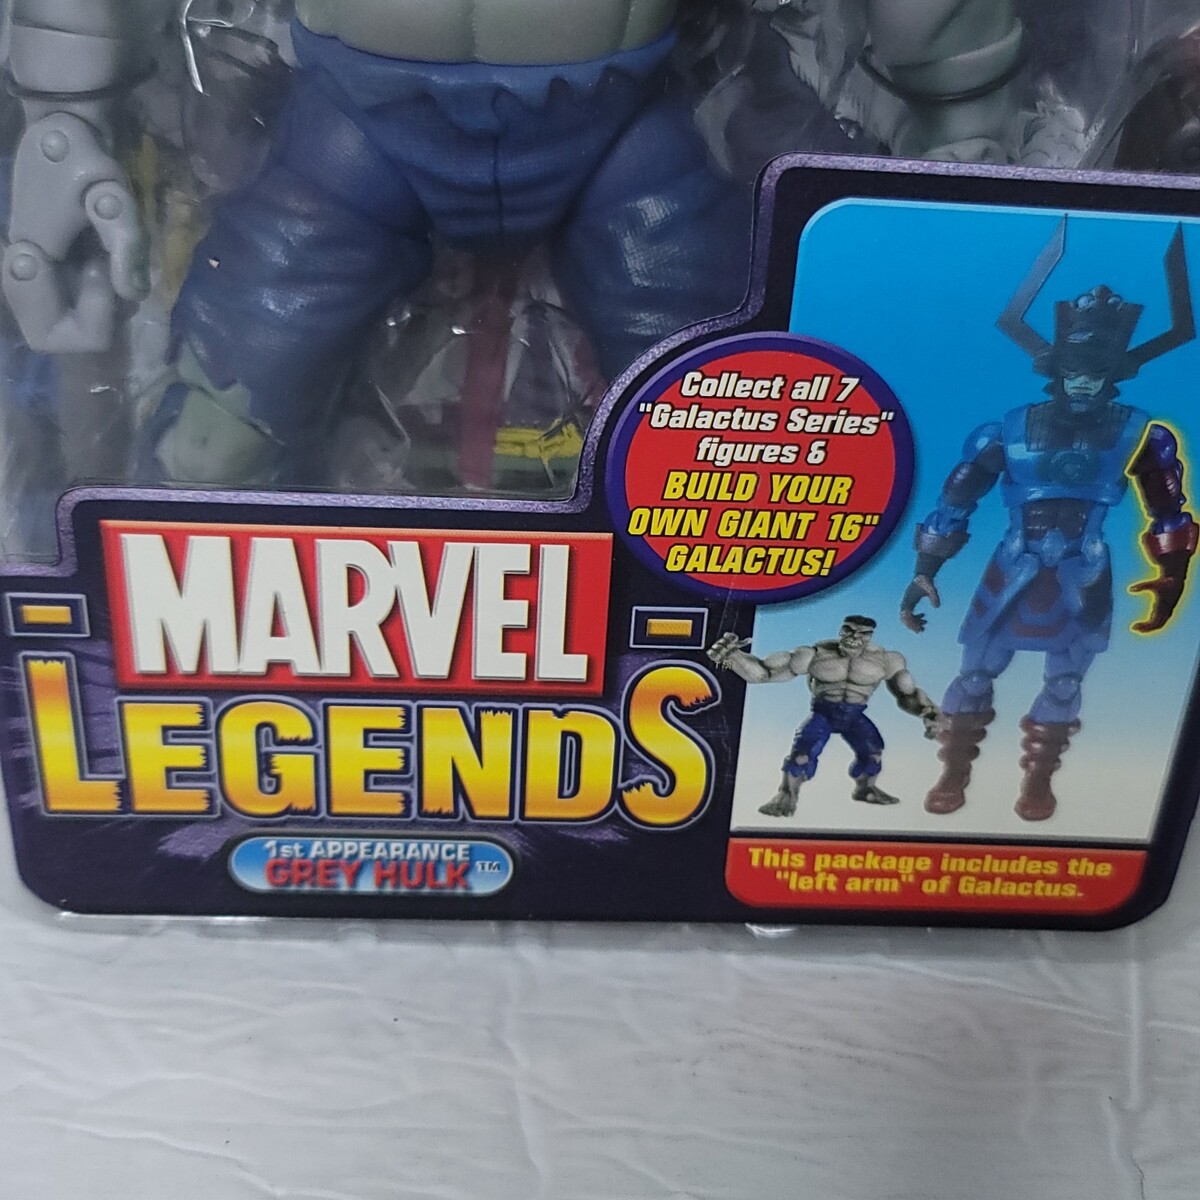 Collect all 7
"Galactus Series"
figures &
BUILD YOUR
OWN GIANT 16"
GALACTUS!
MARVEL
LEGENDS
1st APPEARANCE
GREY HULK™
This package includes the
"left arm" of Galactus.